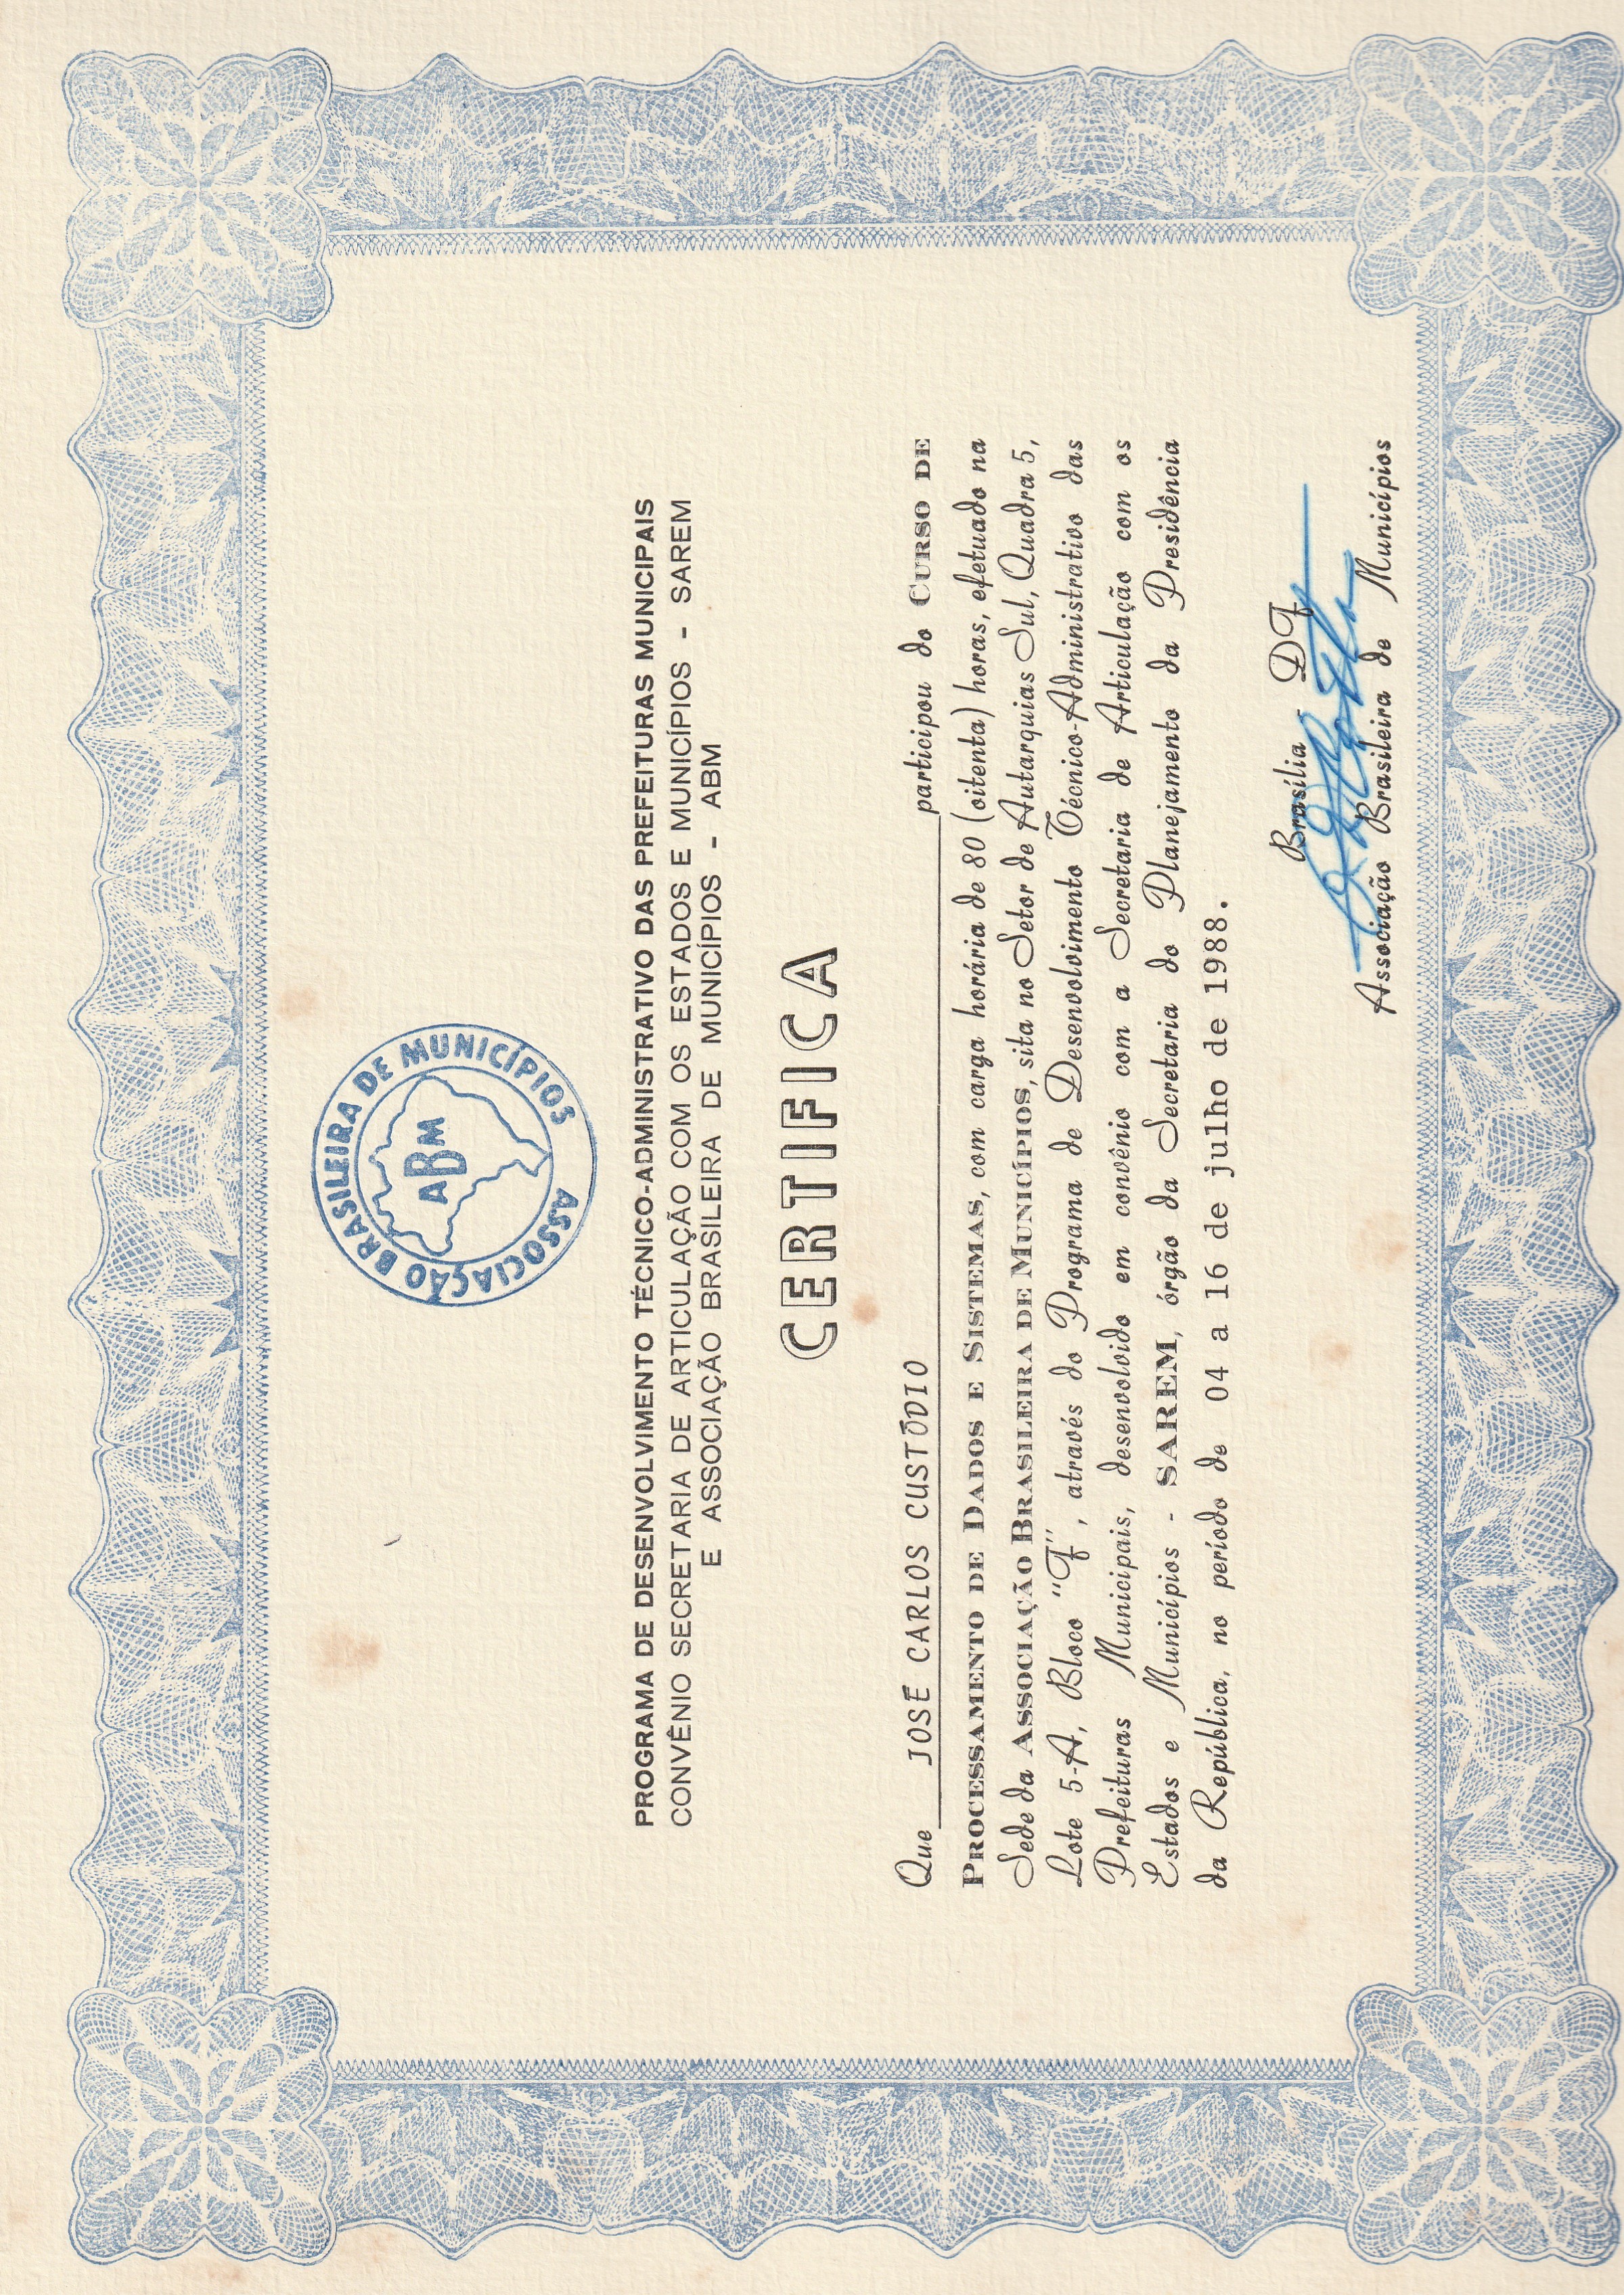 ASSOCIAÇÃO BRASILEIRA DE MUNICÍPIOS
ABM
PROGRAMA DE DESENVOLVIMENTO TÉCNICO-ADMINISTRATIVO DAS PREFEITURAS MUNICIPAIS
CONVÊNIO SECRETARIA DE ARTICULAÇÃO COM OS ESTADOS E MUNICÍPIOS - SAREM
E ASSOCIAÇÃO BRASILEIRA DE MUNICÍPIOS - ABM
CERTIFICA
Que JOSÉ CARLOS CUSTÓDIO participou do CURSO DE
PROCESSAMENTO DE DADOS E SISTEMAS, com carga horária de 80 (oitenta) horas, efetuado na
Sede da ASSOCIAÇÃO BRASILEIRA DE MUNICÍPIOS, sita no Setor de Autarquias Sul, Quadra 5,
Lote 5-A, Bloco "F", através do Programa de Desenvolvimento Técnico-Administrativo das
Prefeituras Municipais, desenvolvido em convênio com a Secretaria de Articulação com os
Estados e Municípios - SAREM, órgão da Secretaria do Planejamento da Presidência
da República, no período de 04 a 16 de julho de 1988.
Brasília - DF
Associação Brasileira de Municípios